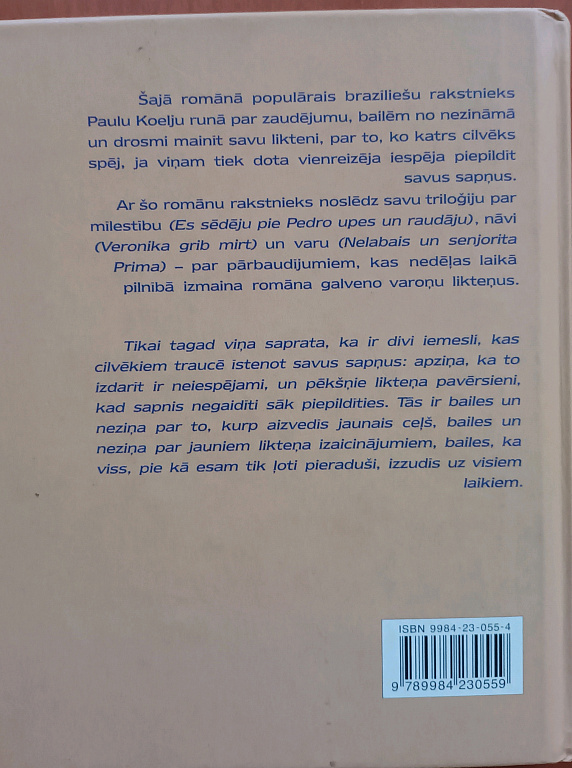 Šajā romānā populārais brazīliešu rakstnieks
Paulu Koelju runā par zaudējumu, bailēm no nezināmā
un drosmi mainīt savu likteni, par to, ko katrs cilvēks
spēj, ja viņam tiek dota vienreizēja iespēja piepildīt
savus sapņus.
Ar šo romānu rakstnieks noslēdz savu triloģiju par
mīlestību (Es sēdēju pie Pedro upes un raudāju), nāvi
(Veronika grib mirt) un varu (Nelabais un senjorita
Prima) – par pārbaudījumiem, kas nedēļas laikā
pilnībā izmaina romāna galveno varoņu likteņus.
Tikai tagad viņa saprata, ka ir divi iemesli, kas
cilvēkiem traucē īstenot savus sapņus: apziņa, ka to
izdarīt ir neiespējami, un pēkšņie likteņa pavērsieni,
kad sapnis negaidīti sāk piepildīties. Tās ir bailes un
neziņa par to, kurp aizvedīs jaunais ceļš, bailes un
neziņa par jauniem likteņa izaicinājumiem, bailes, ka
viss, pie kā esam tik ļoti pieraduši, izzudīs uz visiem
laikiem.
ISBN 9984-23-055-4
9 789984 230559